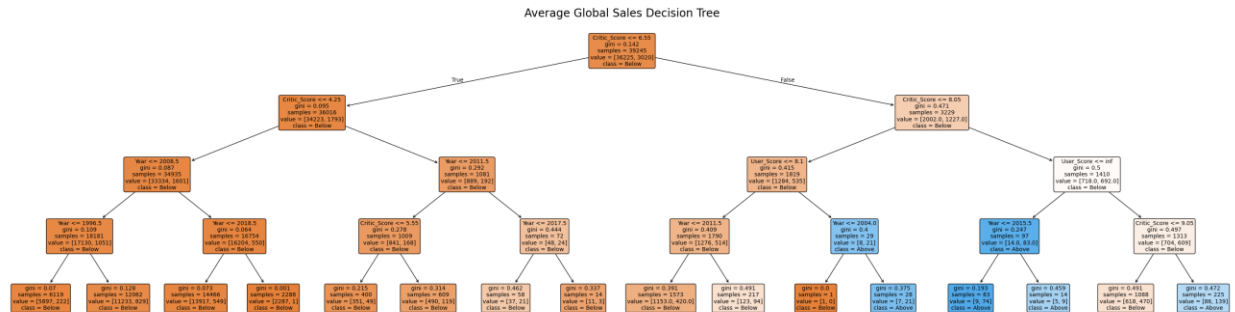 Average Global Sales Decision Tree
Critic_Score <= 6.55
gini = 0.142
samples = 39245
value = [36225, 3020]
class = Below
True
False
Critic_Score <= 4.25
gini = 0.095
samples = 36016
value = [34223, 1793]
class = Below
Critic_Score <= 8.05
gini = 0.471
samples = 3229
value = [2002.0, 1227.0]
class = Below
Year <= 2008.5
gini = 0.087
samples = 34935
value = [33334, 1601]
class = Below
Year <= 2011.5
gini = 0.292
samples = 1081
value = [889, 192]
class = Below
User_Score <= 8.1
gini = 0.415
samples = 1819
value = [1284, 535]
class = Below
User_Score <= inf
gini = 0.5
samples = 1410
value = [718.0, 692.0]
class = Below
Year <= 1996.5
gini = 0.109
samples = 18181
value = [17130, 1051]
class = Below
Year <= 2018.5
gini = 0.064
samples = 16754
value = [16204, 550]
class = Below
Critic_Score <= 5.55
gini = 0.278
samples = 1009
value = [841, 168]
class = Below
Year <= 2017.5
gini = 0.444
samples = 72
value = [48, 24]
class = Below
Year <= 2011.5
gini = 0.409
samples = 1790
value = [1276, 514]
class = Below
Year <= 2004.0
gini = 0.4
samples = 29
value = [8, 21]
class = Above
Year <= 2015.5
gini = 0.247
samples = 97
value = [14.0, 83.0]
class = Above
Critic_Score <= 9.05
gini = 0.497
samples = 1313
value = [704, 609]
class = Below
gini = 0.07
samples = 6119
value = [5897, 222]
class = Below
gini = 0.128
samples = 12062
value = [11233, 829]
class = Below
gini = 0.073
samples = 14466
value = [13917, 549]
class = Below
gini = 0.001
samples = 2288
value = [2287, 1]
class = Below
gini = 0.215
samples = 400
value = [351, 49]
class = Below
gini = 0.314
samples = 609
value = [490, 119]
class = Below
gini = 0.462
samples = 58
value = [37, 21]
class = Below
gini = 0.337
samples = 14
value = [11, 3]
class = Below
gini = 0.391
samples = 1573
value = [1153.0, 420.0]
class = Below
gini = 0.491
samples = 217
value = [123, 94]
class = Below
gini = 0.0
samples = 1
value = [1, 0]
class = Below
gini = 0.375
samples = 28
value = [7, 21]
class = Above
gini = 0.193
samples = 83
value = [9, 74]
class = Above
gini = 0.459
samples = 14
value = [5, 9]
class = Above
gini = 0.491
samples = 1088
value = [618, 470]
class = Below
gini = 0.472
samples = 225
value = [86, 139]
class = Above